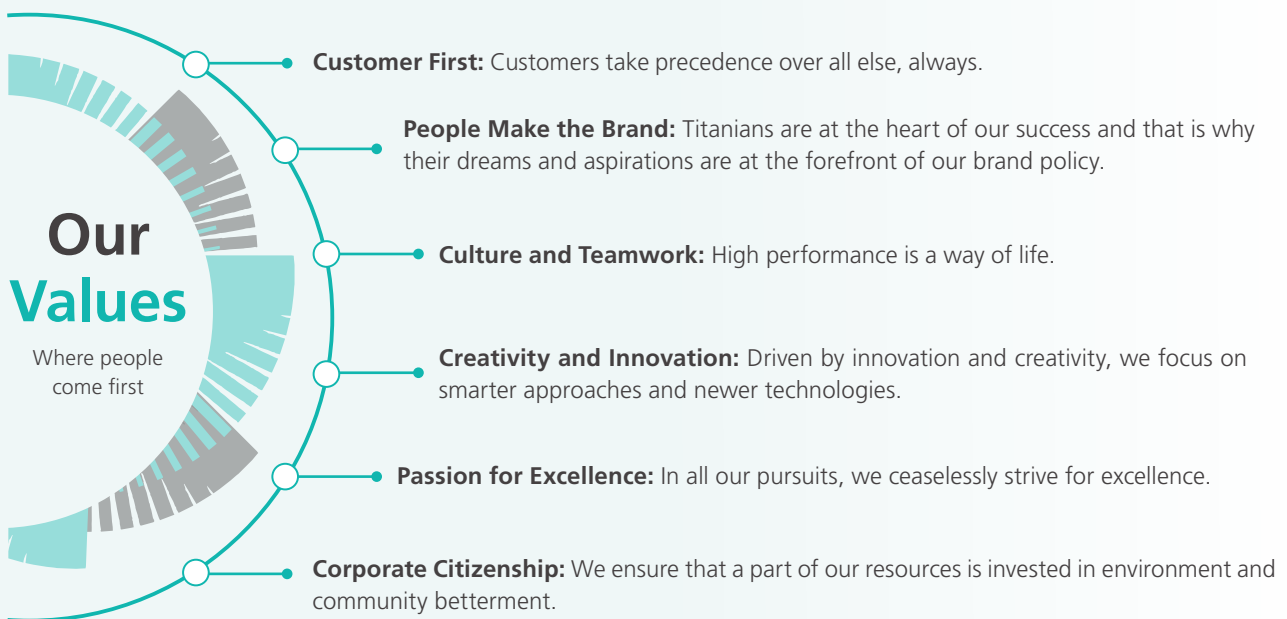 Our
Values
Where people
come first
Customer First: Customers take precedence over all else, always.
People Make the Brand: Titanians are at the heart of our success and that is why
their dreams and aspirations are at the forefront of our brand policy.
Culture and Teamwork: High performance is a way of life.
Creativity and Innovation: Driven by innovation and creativity, we focus on
smarter approaches and newer technologies.
Passion for Excellence: In all our pursuits, we ceaselessly strive for excellence.
Corporate Citizenship: We ensure that a part of our resources is invested in environment and
community betterment.